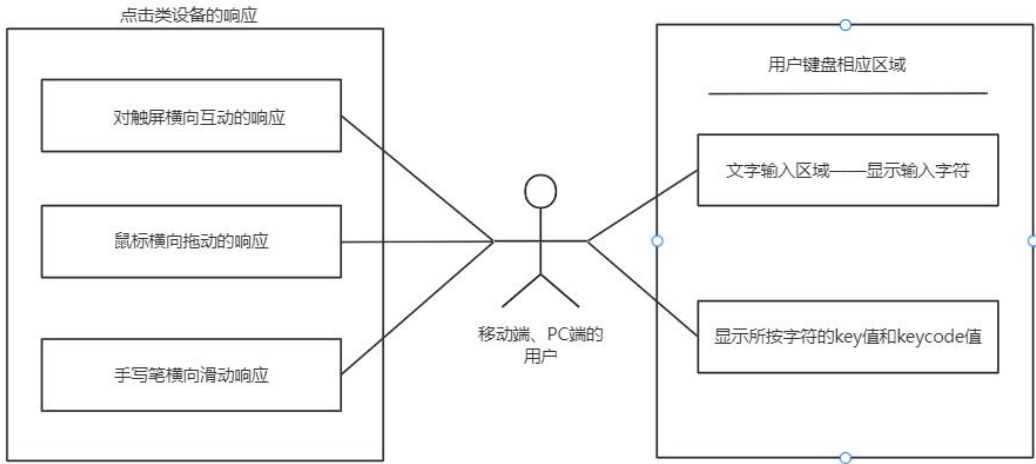 点击类设备的响应
对触屏横向互动的响应
鼠标横向拖动的响应
手写笔横向滑动响应
移动端、PC端的
用户
用户键盘相应区域
文字输入区域——显示输入字符
显示所按字符的key值和keycode值